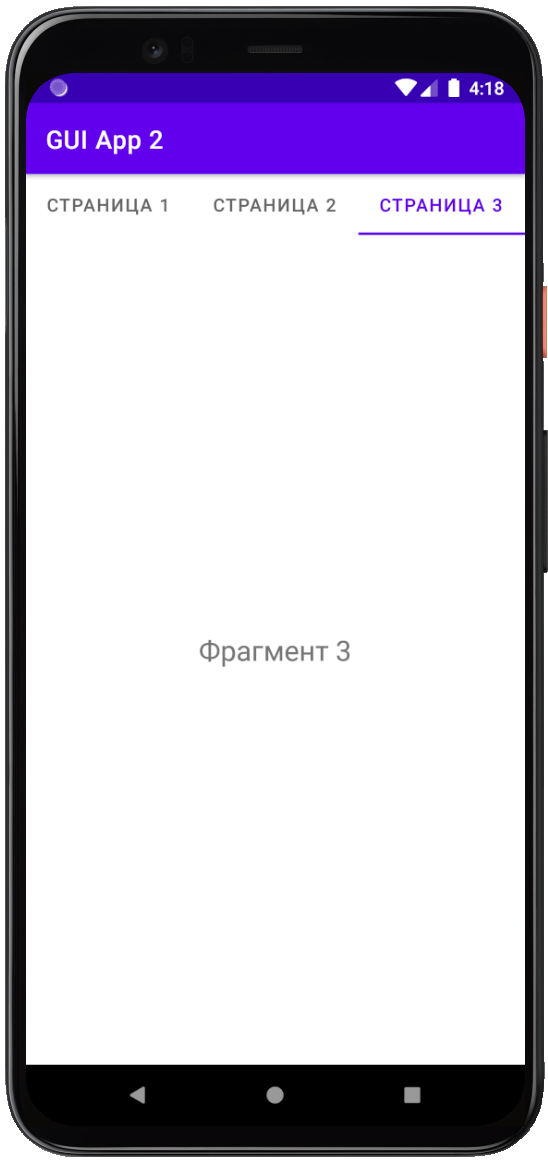 4:18
GUI App 2
СТРАНИЦА 1 СТРАНИЦА 2 СТРАНИЦА 3
Фрагмент 3